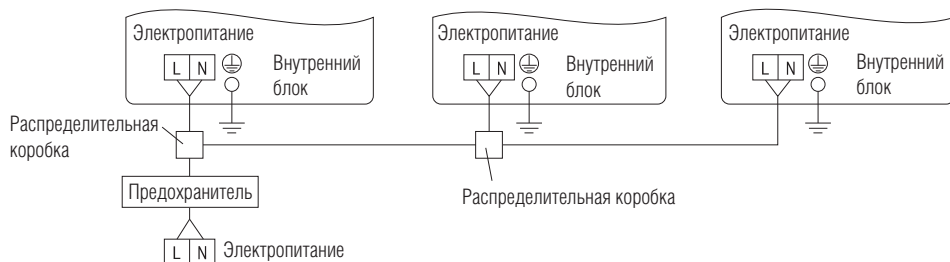 Электропитание
L N
Внутренний
блок
Электропитание
L N
Внутренний
блок
Электропитание
L N
Внутренний
блок
Распределительная
коробка
Предохранитель
Распределительная коробка
L N
Электропитание